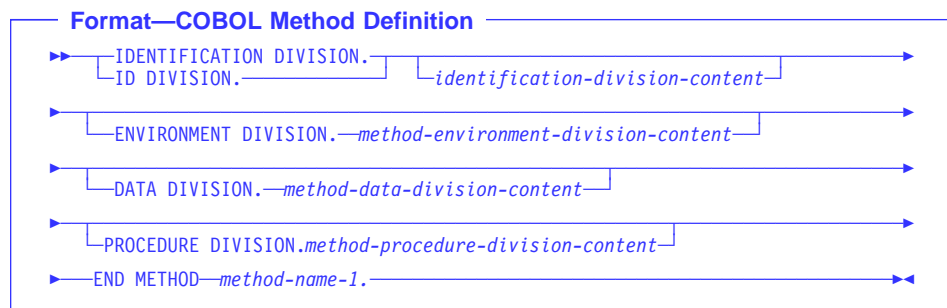 Format—COBOL Method Definition
IDENTIFICATION DIVISION.
ID DIVISION. identification-division-content
ENVIRONMENT DIVISION. method-environment-division-content
DATA DIVISION. method-data-division-content
PROCEDURE DIVISION.method-procedure-division-content
END METHOD method-name-1.